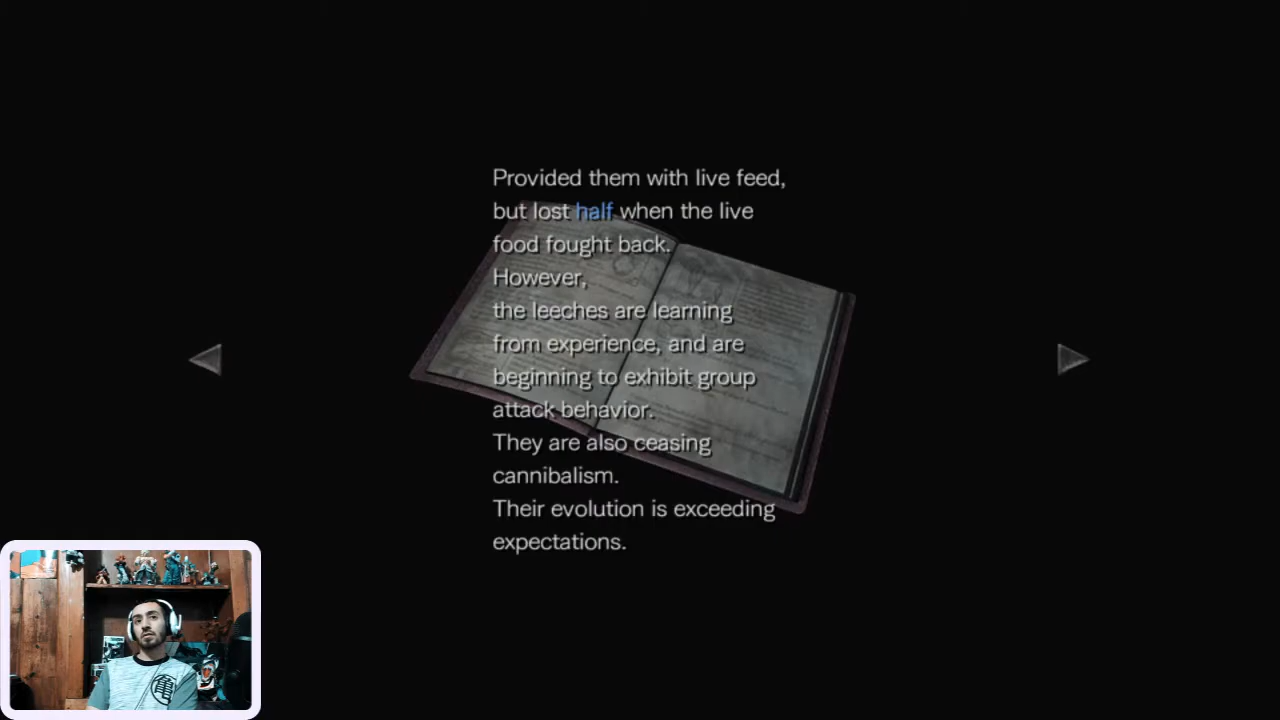 Provided them with live feed,
but lost half when the live
food fought back.
However,
the leeches are learning
from experience, and are
beginning to exhibit group
attack behavior.
They are also ceasing
cannibalism.
Their evolution is exceeding
expectations.